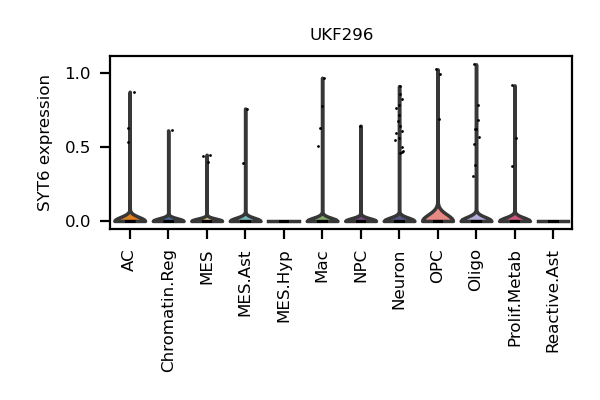 UKF296
SYT6 expression
1.0
0.5
0.0
AC
Chromatin.Reg
MES
MES.Ast
MES.Hyp
Mac
NPC
Neuron
OPC
Oligo
Prolif.Metab
Reactive.Ast